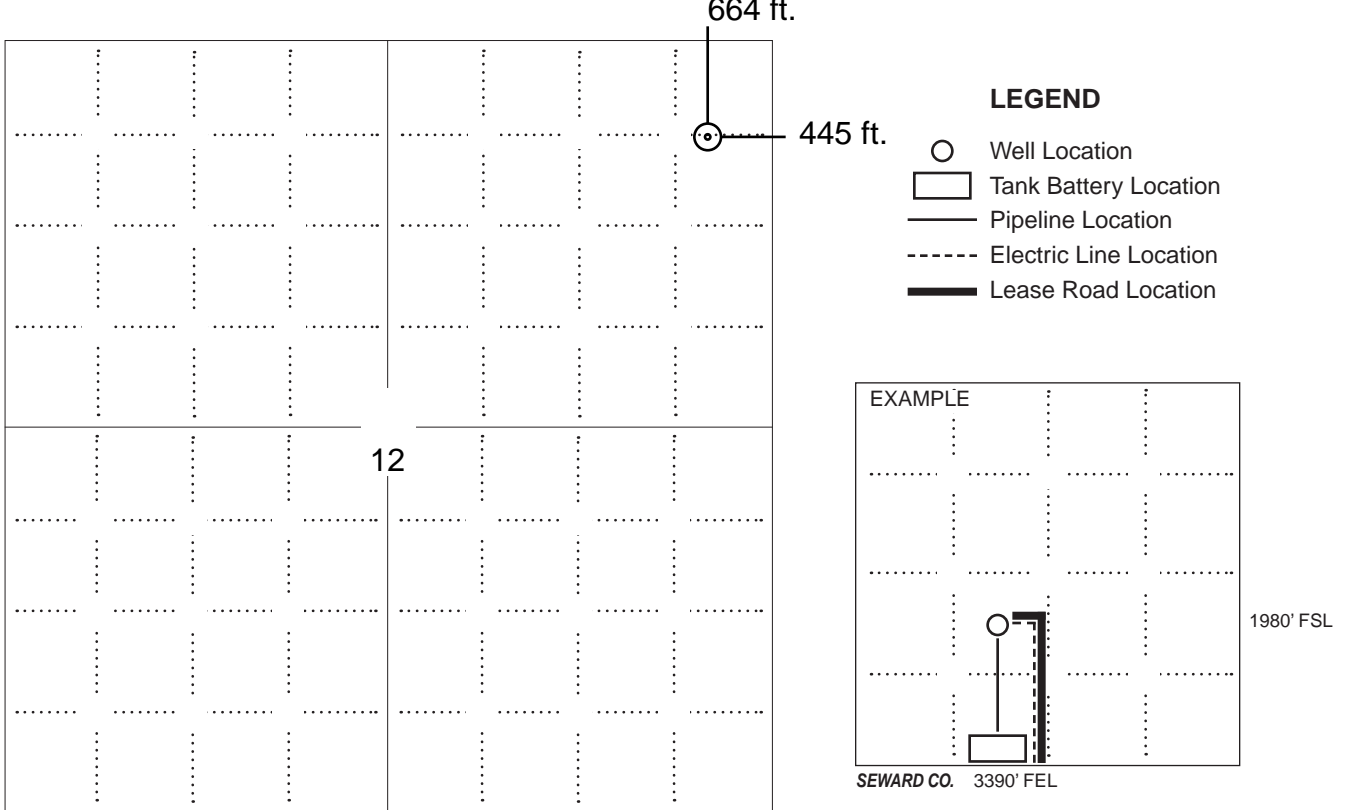 664 ft.
445 ft.
12
LEGEND
Well Location
Tank Battery Location
Pipeline Location
Electric Line Location
Lease Road Location
EXAMPLE
1980’ FSL
SEWARD CO. 3390’ FEL